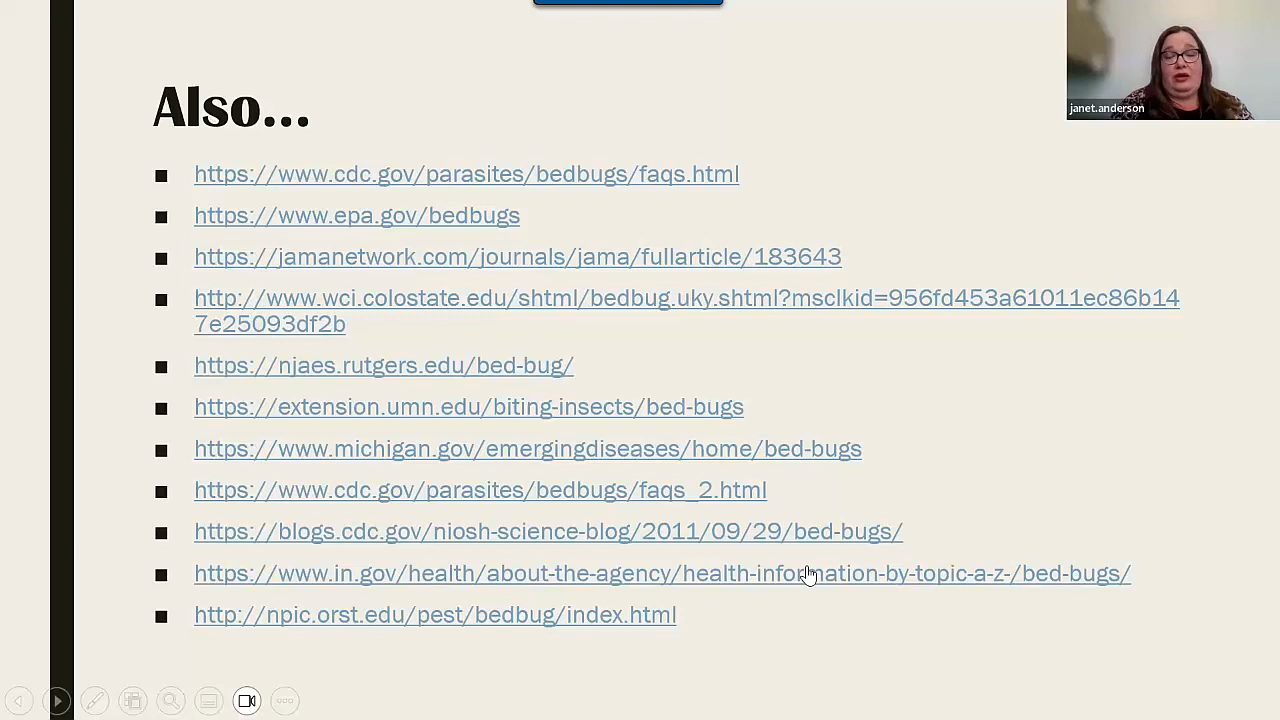 janet.anderson
Also...
https://www.cdc.gov/parasites/bedbugs/faqs.html
https://www.epa.gov/bedbugs
https://jamanetwork.com/journals/jama/fullarticle/183643
http://www.wci.colostate.edu/shtml/bedbug.uky.shtml?msclkid=956fd453a61011ec86b14
7e25093df2b
https://njaes.rutgers.edu/bed-bug/
https://extension.umn.edu/biting-insects/bed-bugs
https://www.michigan.gov/emergingdiseases/home/bed-bugs
https://www.cdc.gov/parasites/bedbugs/faqs_2.html
https://blogs.cdc.gov/niosh-science-blog/2011/09/29/bed-bugs/
https://www.in.gov/health/about-the-agency/health-information-by-topic-a-z-/bed-bugs/
http://npic.orst.edu/pest/bedbug/index.html